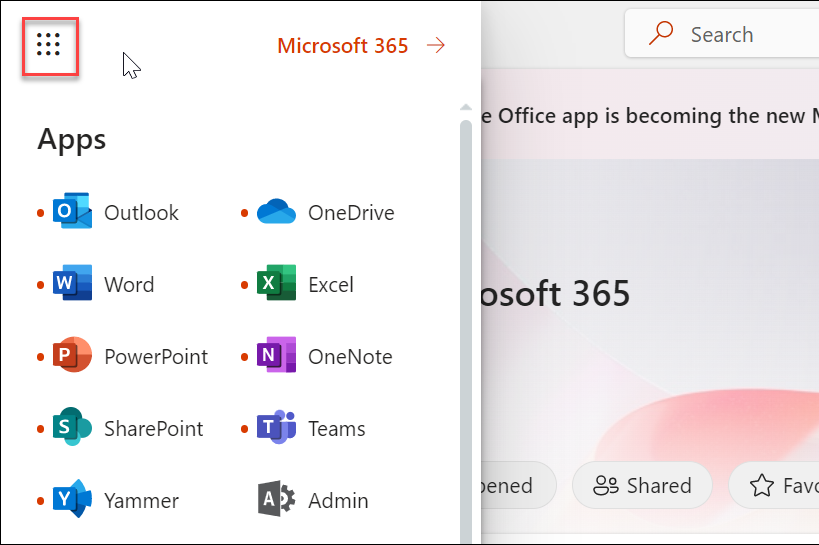 Microsoft 365
Search
e Office app is becoming the new
Apps
Outlook
OneDrive
Word
Excel
osoft 365
PowerPoint
OneNote
SharePoint
Teams
Yammer
Admin
pened
Shared
Favo